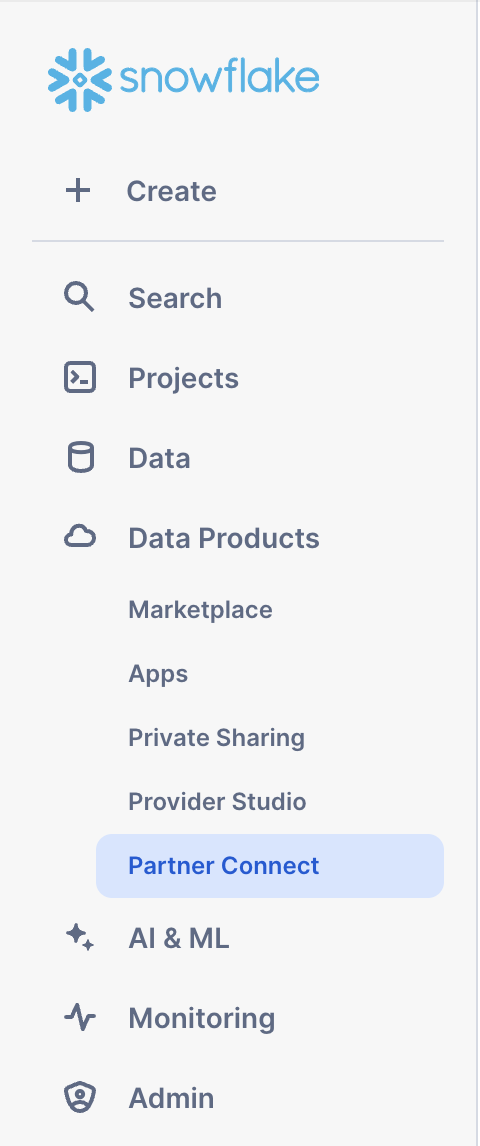 snowflake
Create
Search
Projects
Data
Data Products
Marketplace
Apps
Private Sharing
Provider Studio
Partner Connect
AI & ML
Monitoring
Admin